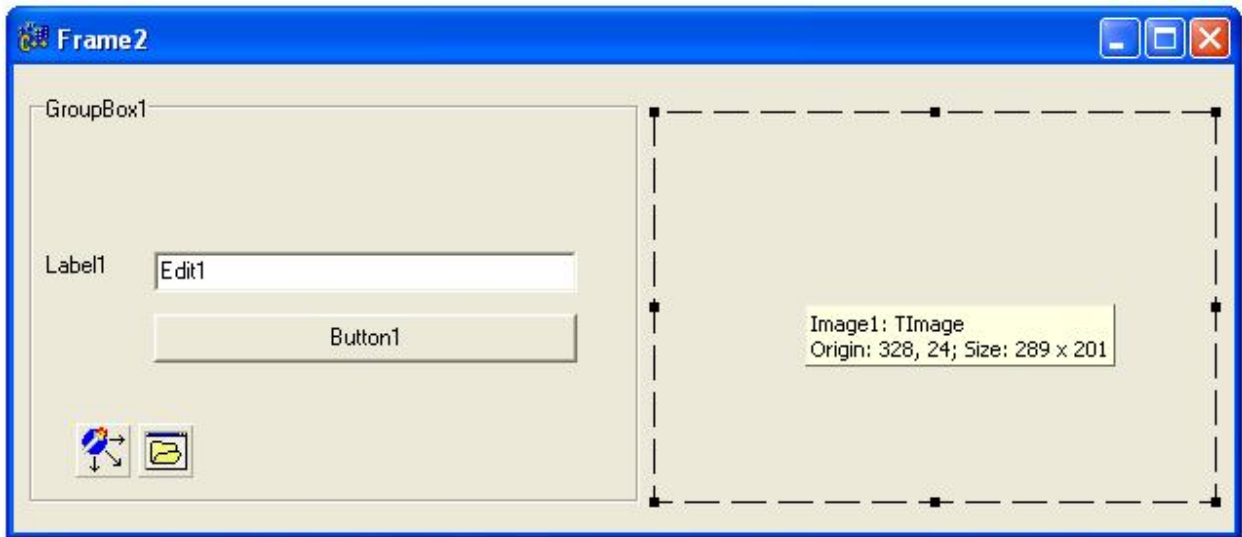 Frame2
GroupBox1
Label1
Edit1
Button1
Image1: TImage
Origin: 328, 24; Size: 289 x 201